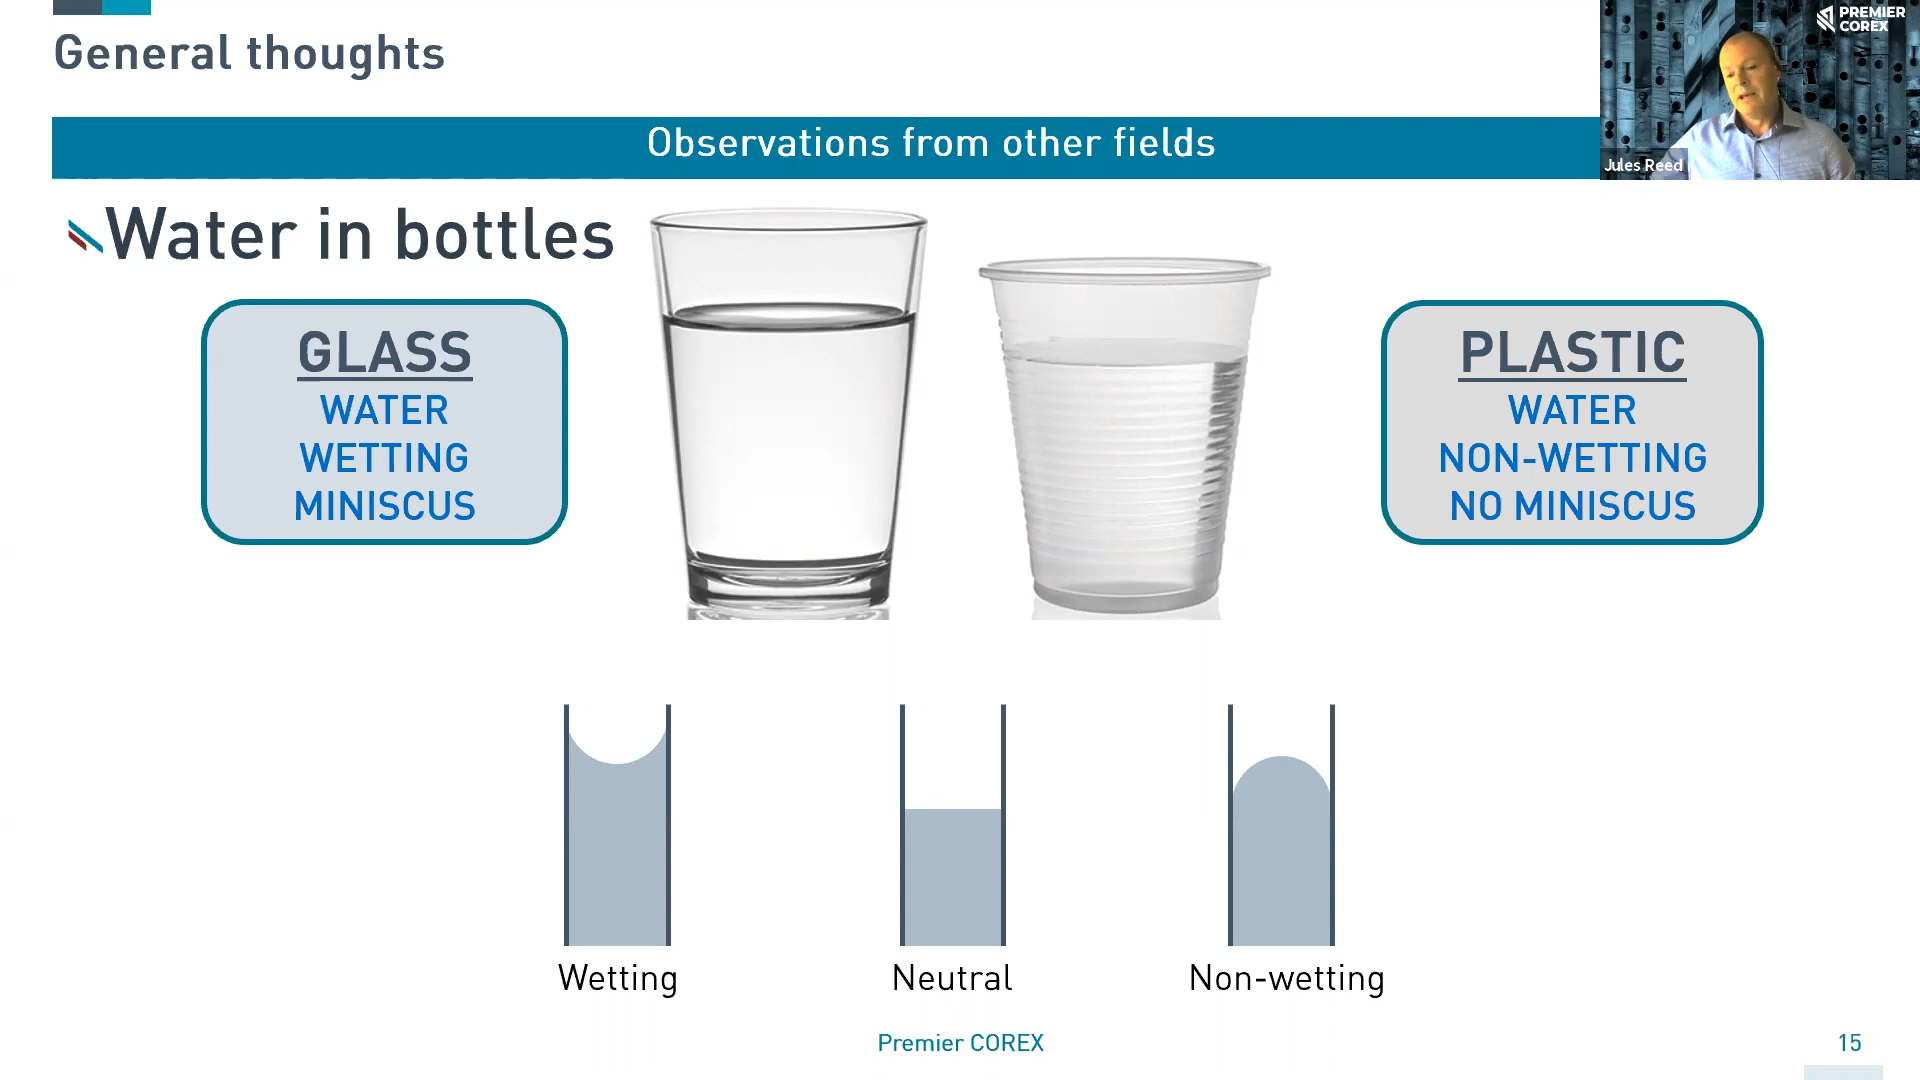 General thoughts
PREMIER
COREX
Observations from other fields
Jules Reed
Water in bottles
GLASS
WATER
WETTING
MINISCUS
PLASTIC
WATER
NON-WETTING
NO MINISCUS
Wetting
Neutral
Non-wetting
Premier COREX
15